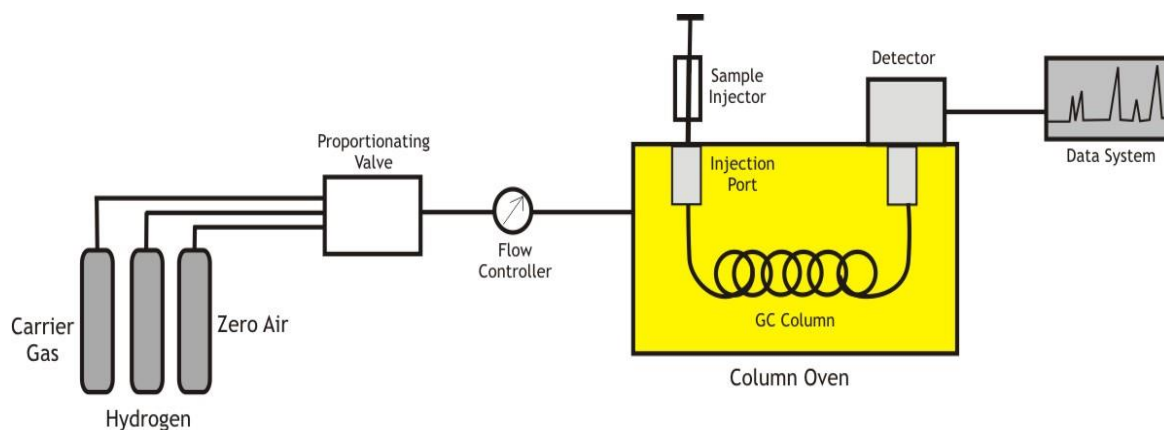 Sample
Injector
Detector
Proportionating
Valve
Injection
Port
Data System
Flow
Controller
Carrier
Gas
Zero Air
GC Column
Column Oven
Hydrogen